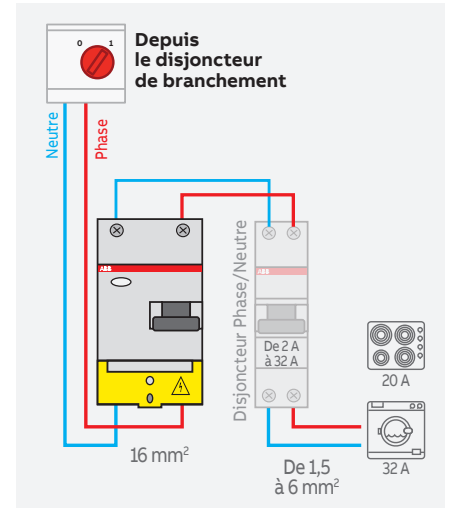 0 1
Depuis
le disjoncteur
de branchement
Neutre
Phase
ABB
ABB
Disjoncteur Phase/Neutre
De 2 A
à 32 A
20 A
32 A
16 mm²
De 1,5
à 6 mm²